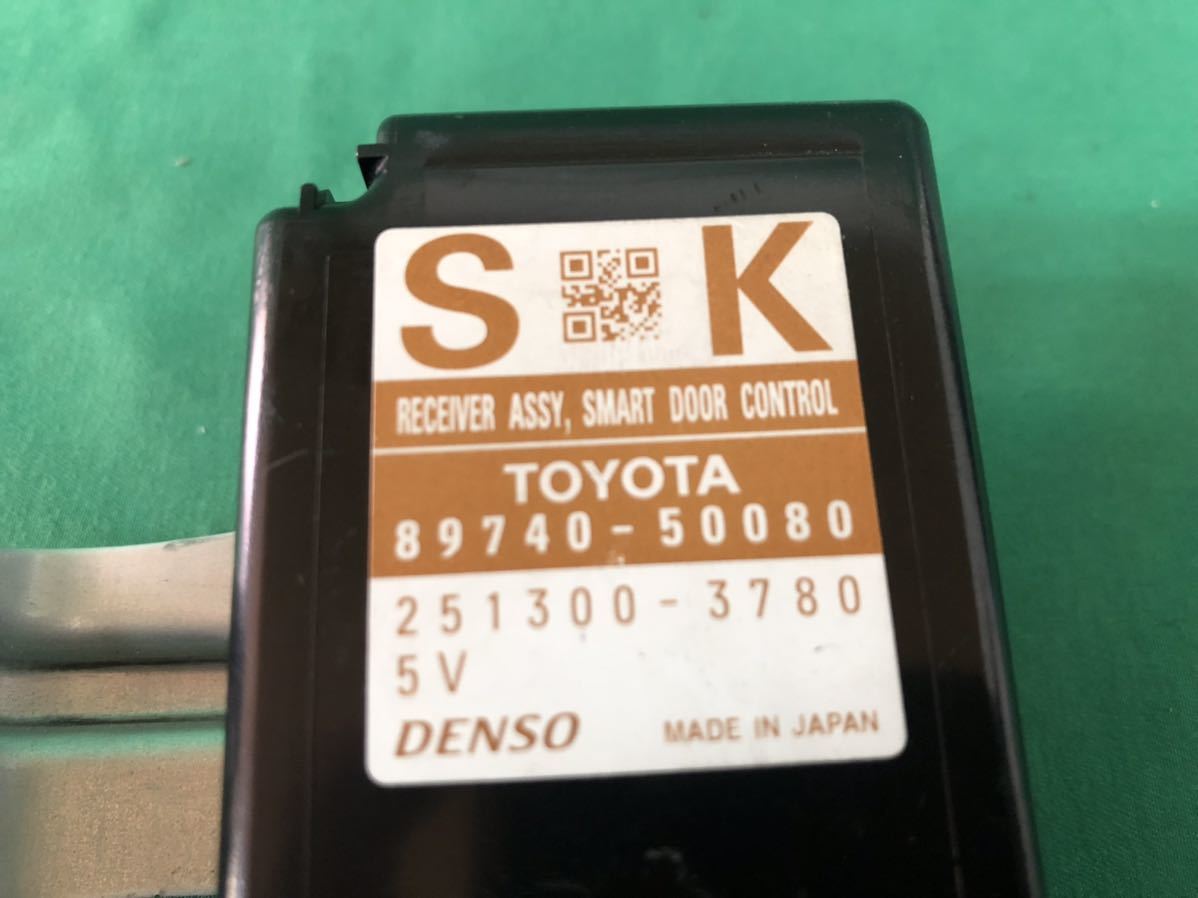 S K
RECEIVER ASSY, SMART DOOR CONTROL
TOYOTA
89740-50080
251300-3780
5V
DENSO MADE IN JAPAN